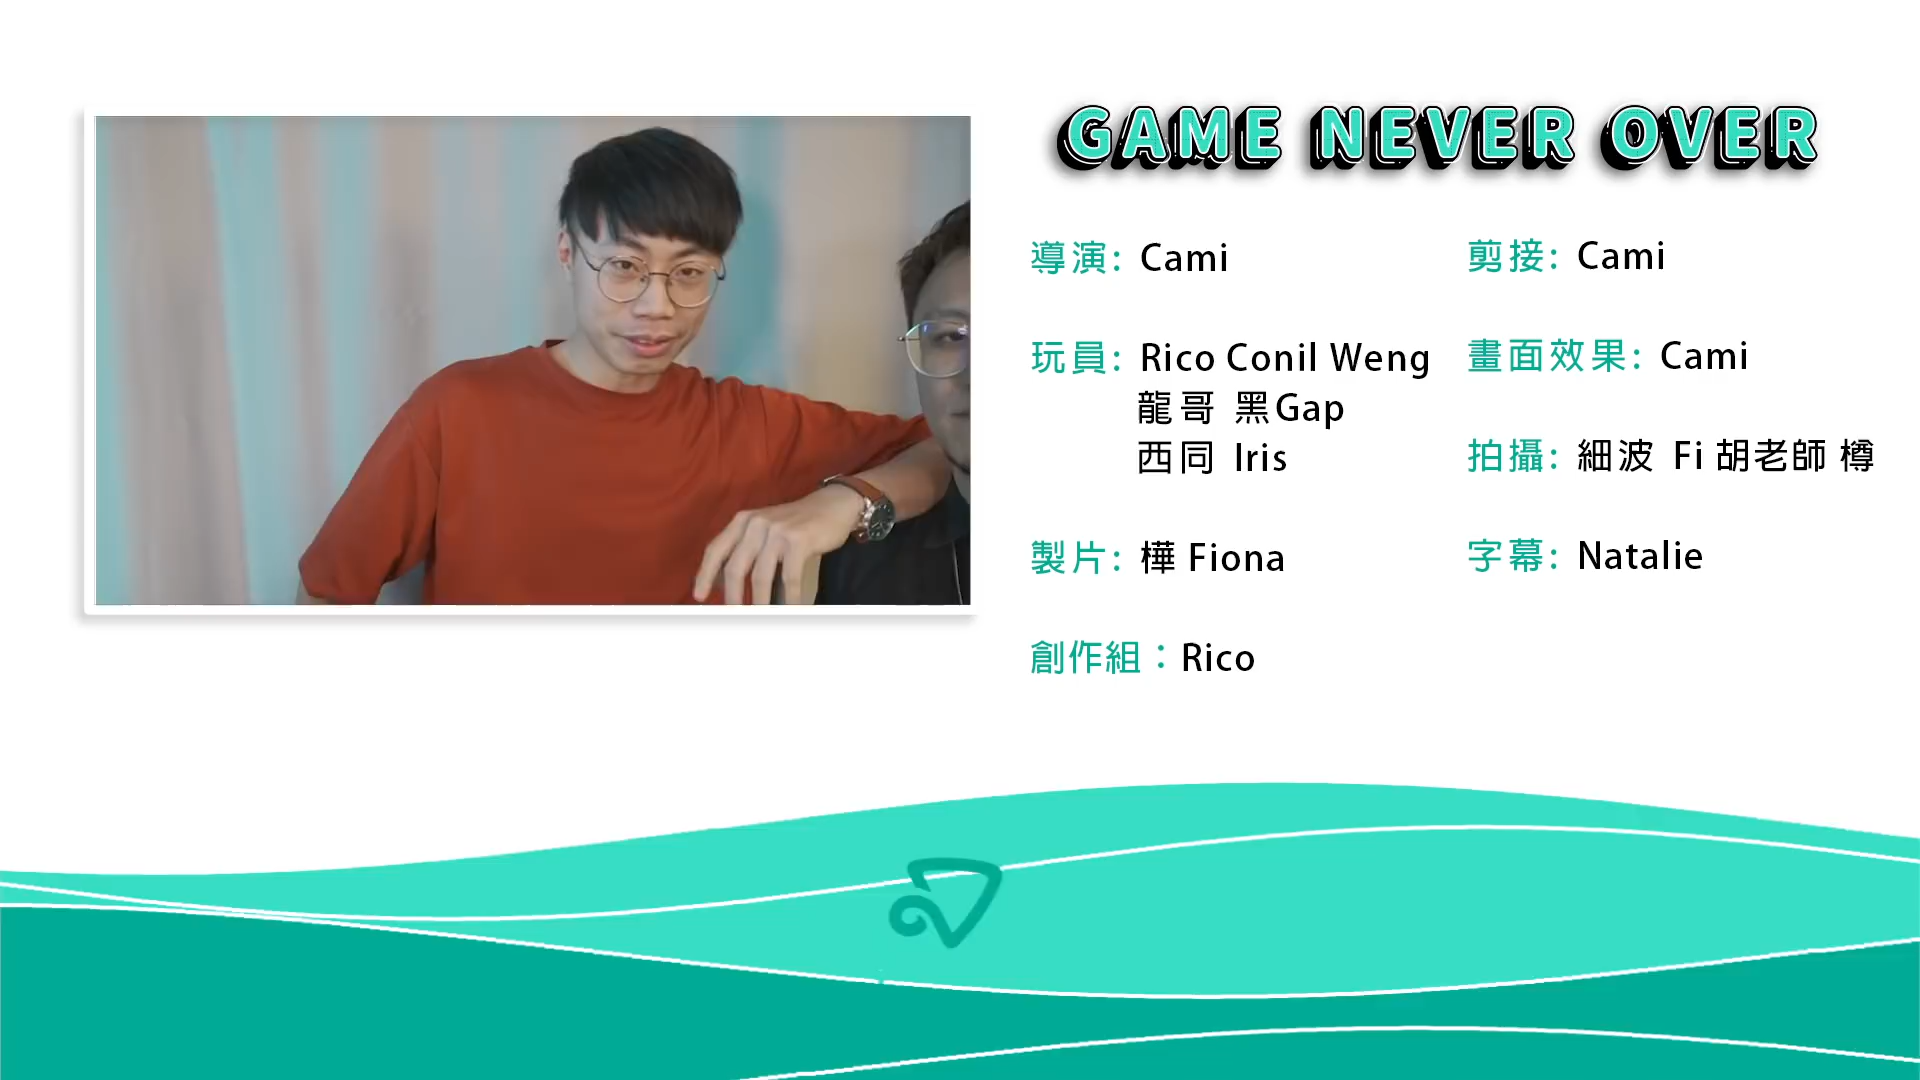 GAME NEVER OVER
導演: Cami
玩員: Rico Conil Weng
龍哥 黑Gap
西同 Iris
製片: 樺 Fiona
創作組：Rico
剪接: Cami
畫面效果: Cami
拍攝: 細波 Fi 胡老師 樽
字幕: Natalie